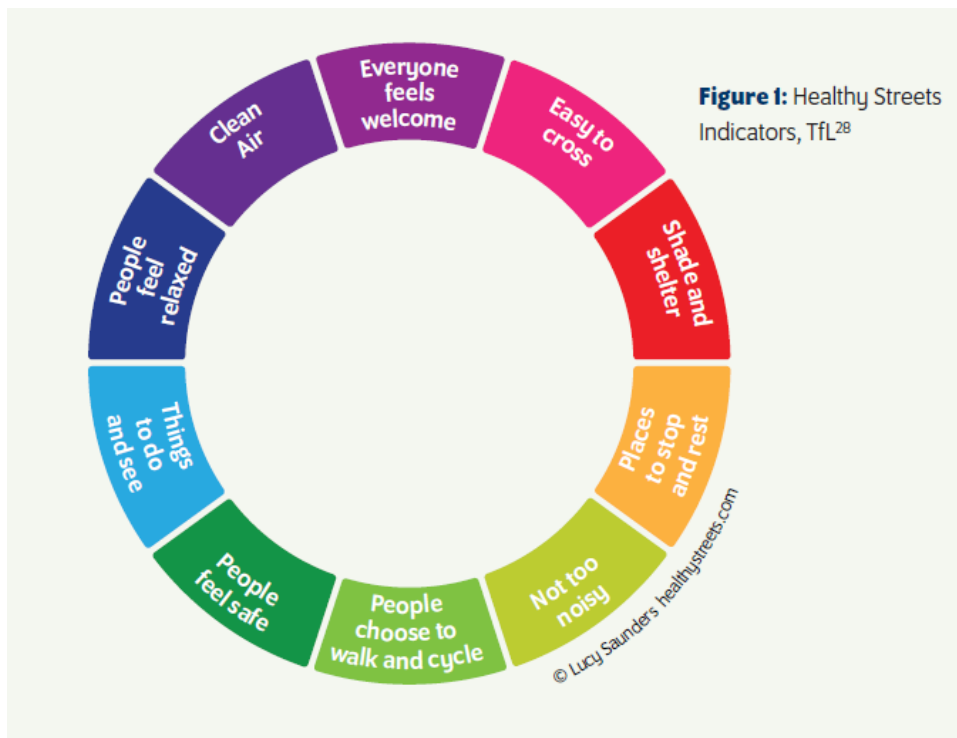 Everyone
feels
welcome
Easy to
cross
Shade and
shelter
Places
to stop
and rest
Not too
noisy
People
choose to
walk and cycle
People
feel safe
Things
to do
and see
People
feel
relaxed
Clean
Air
Figure 1: Healthy Streets
Indicators, TfL²⁸
© Lucy Saunders healthystreets.com